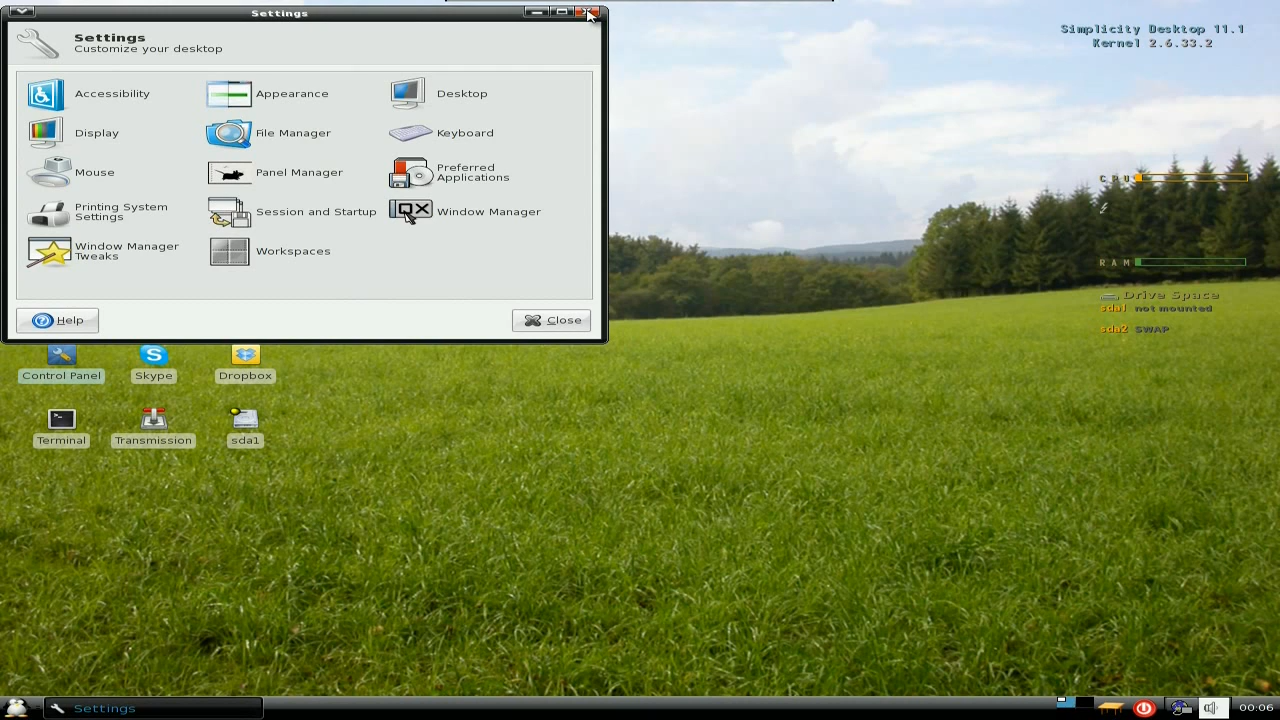 Settings
Settings
Customize your desktop
Accessibility
Appearance
Desktop
Display
File Manager
Keyboard
Mouse
Panel Manager
Preferred
Applications
Printing System
Settings
Session and Startup
Window Manager
Window Manager
Tweaks
Workspaces
Help
Close
Control Panel
Skype
Dropbox
Terminal
Transmission
sda1
Simplicity Desktop 11.1
Kernel 2.6.33.2
CPU
RAM
Drive Space
sda1 not mounted
sda2 SWAP
Settings
00:06